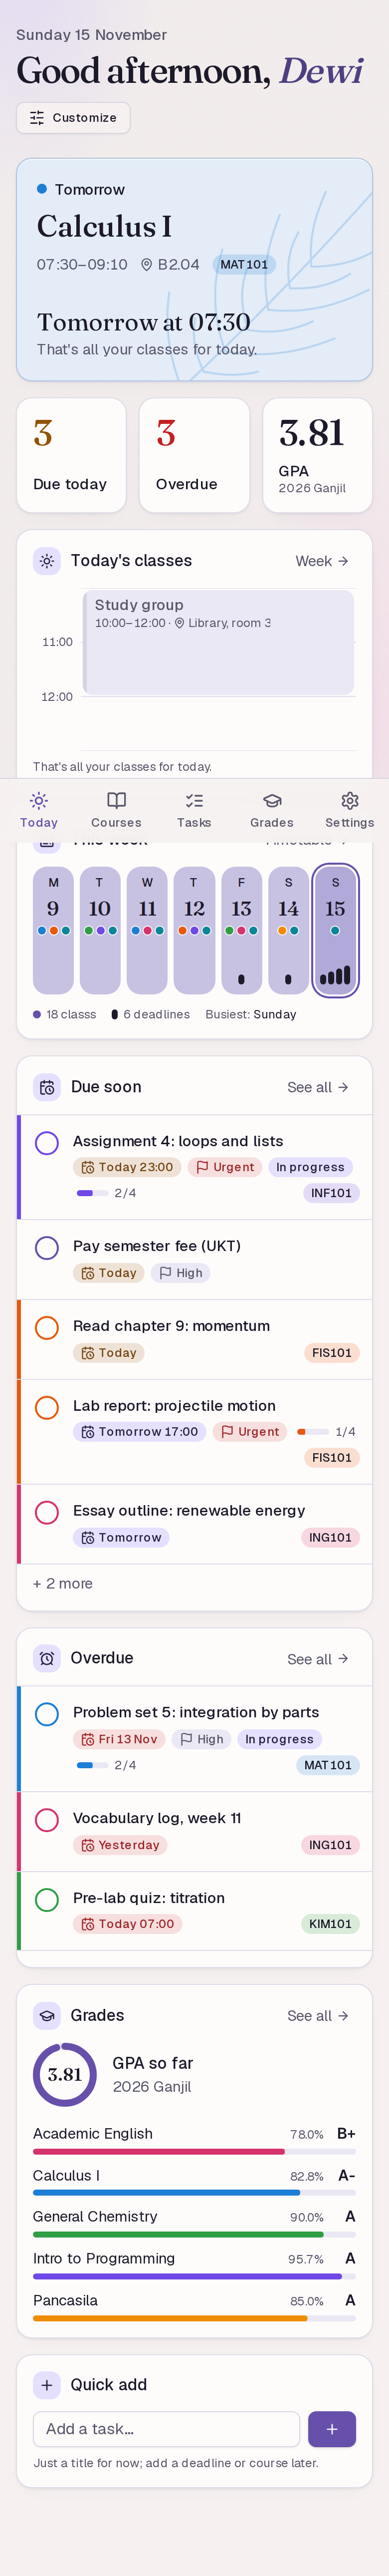 Sunday 15 November
Good afternoon, Dewi
Customize
Tomorrow
Calculus I
07:30–09:10 B2.04 MAT101
Tomorrow at 07:30
That's all your classes for today.
3 3 3.81
Due today Overdue GPA
2026 Ganjil
Today's classes Week →
Study group
10:00–12:00 · Library, room 3
11:00
12:00
That's all your classes for today.
Today Courses Tasks Grades Settings
M T W T F S S
9 10 11 12 13 14 15
18 classs 6 deadlines Busiest: Sunday
Due soon See all →
Assignment 4: loops and lists
Today 23:00 Urgent In progress
2/4 INF101
Pay semester fee (UKT)
Today High
Read chapter 9: momentum
Today FIS101
Lab report: projectile motion
Tomorrow 17:00 Urgent 1/4
FIS101
Essay outline: renewable energy
Tomorrow ING101
+ 2 more
Overdue See all →
Problem set 5: integration by parts
Fri 13 Nov High In progress
2/4 MAT101
Vocabulary log, week 11
Yesterday ING101
Pre-lab quiz: titration
Today 07:00 KIM101
Grades See all →
3.81 GPA so far
2026 Ganjil
Academic English 78.0% B+
Calculus I 82.8% A-
General Chemistry 90.0% A
Intro to Programming 95.7% A
Pancasila 85.0% A
Quick add
Add a task...
Just a title for now; add a deadline or course later.